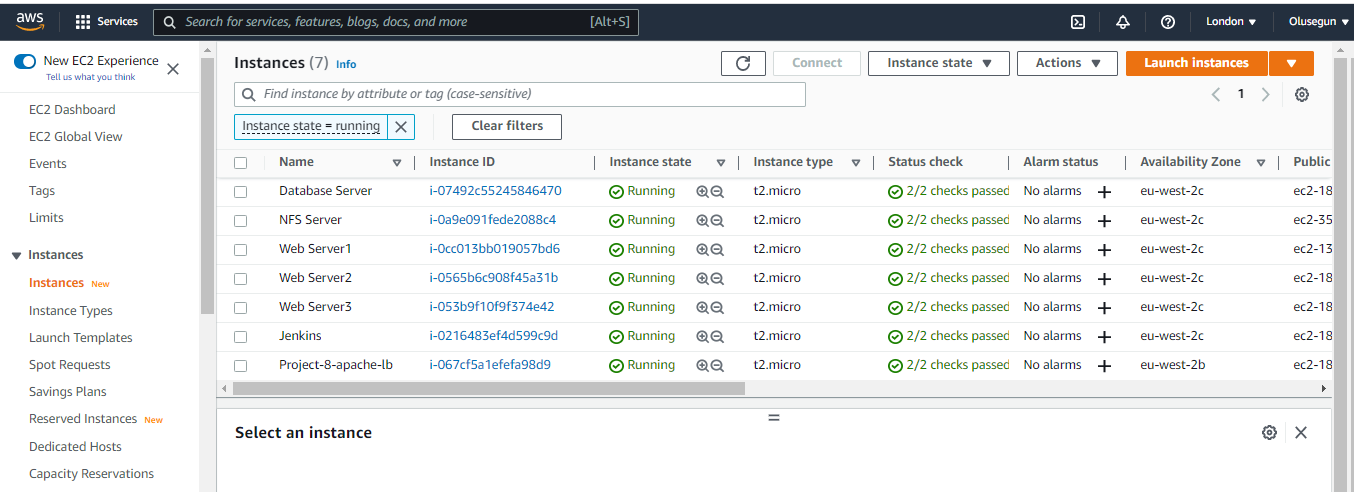 aws Services Search for services, features, blogs, docs, and more [Alt+S] London Olusegun
New EC2 Experience
Tell us what you think
EC2 Dashboard
EC2 Global View
Events
Tags
Limits
Instances
Instances New
Instance Types
Launch Templates
Spot Requests
Savings Plans
Reserved Instances New
Dedicated Hosts
Capacity Reservations
Instances (7) Info Connect Instance state Actions Launch instances
Find instance by attribute or tag (case-sensitive) 1
Instance state = running Clear filters
Name Instance ID Instance state Instance type Status check Alarm status Availability Zone Public
Database Server i-07492c55245846470 Running t2.micro 2/2 checks passed No alarms + eu-west-2c ec2-18
NFS Server i-0a9e091fede2088c4 Running t2.micro 2/2 checks passed No alarms + eu-west-2c ec2-35
Web Server1 i-0cc013bb019057bd6 Running t2.micro 2/2 checks passed No alarms + eu-west-2c ec2-13
Web Server2 i-0565b6c908f45a31b Running t2.micro 2/2 checks passed No alarms + eu-west-2c ec2-18
Web Server3 i-053b9f10f9f374e42 Running t2.micro 2/2 checks passed No alarms + eu-west-2c ec2-18
Jenkins i-0216483ef4d599c9d Running t2.micro 2/2 checks passed No alarms + eu-west-2c ec2-18
Project-8-apache-lb i-067cf5a1efefa98d9 Running t2.micro 2/2 checks passed No alarms + eu-west-2b ec2-18
Select an instance